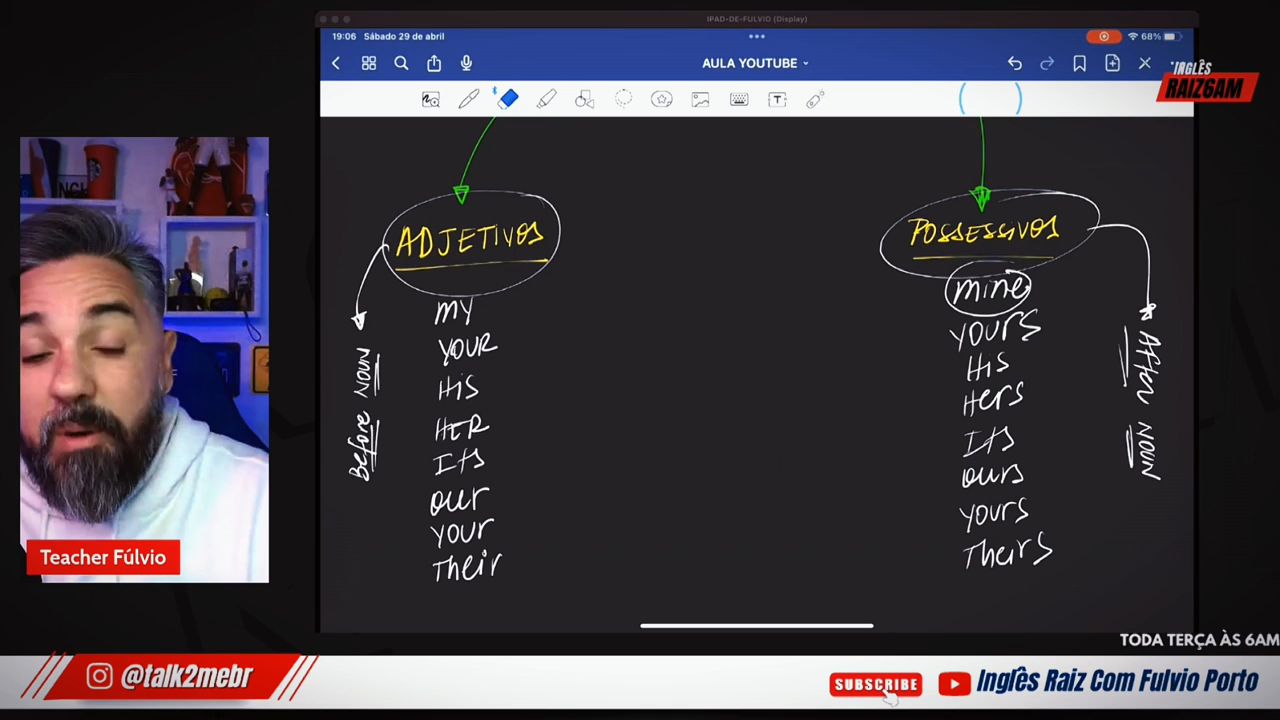 IPAD-DE-FULVIO (Display)
19:06 Sábado 29 de abril
68%
AULA YOUTUBE
INGLÊS
RAIZ6AM
ADJETIVOS
MY
YOUR
HIS
HER
ITS
OUR
YOUR
Their
Before NOUN
POSSESSIVOS
mine
YOURS
HIS
Hers
ITS
OURS
YOURS
Theirs
After NOUN
Teacher Fúlvio
TODA TERÇA ÀS 6AM
@talk2mebr
SUBSCRIBE
Inglês Raiz Com Fulvio Porto